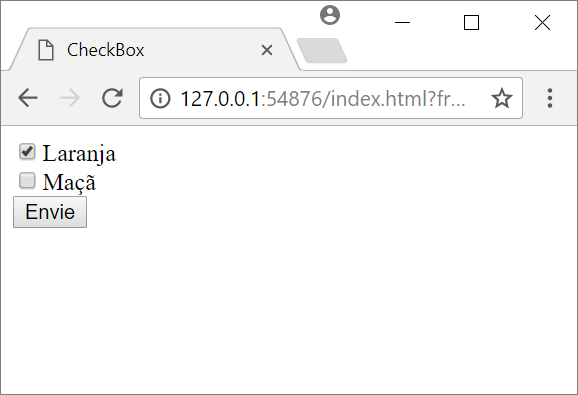 CheckBox
127.0.0.1:54876/index.html?fr...
Laranja
Maçã
Envie